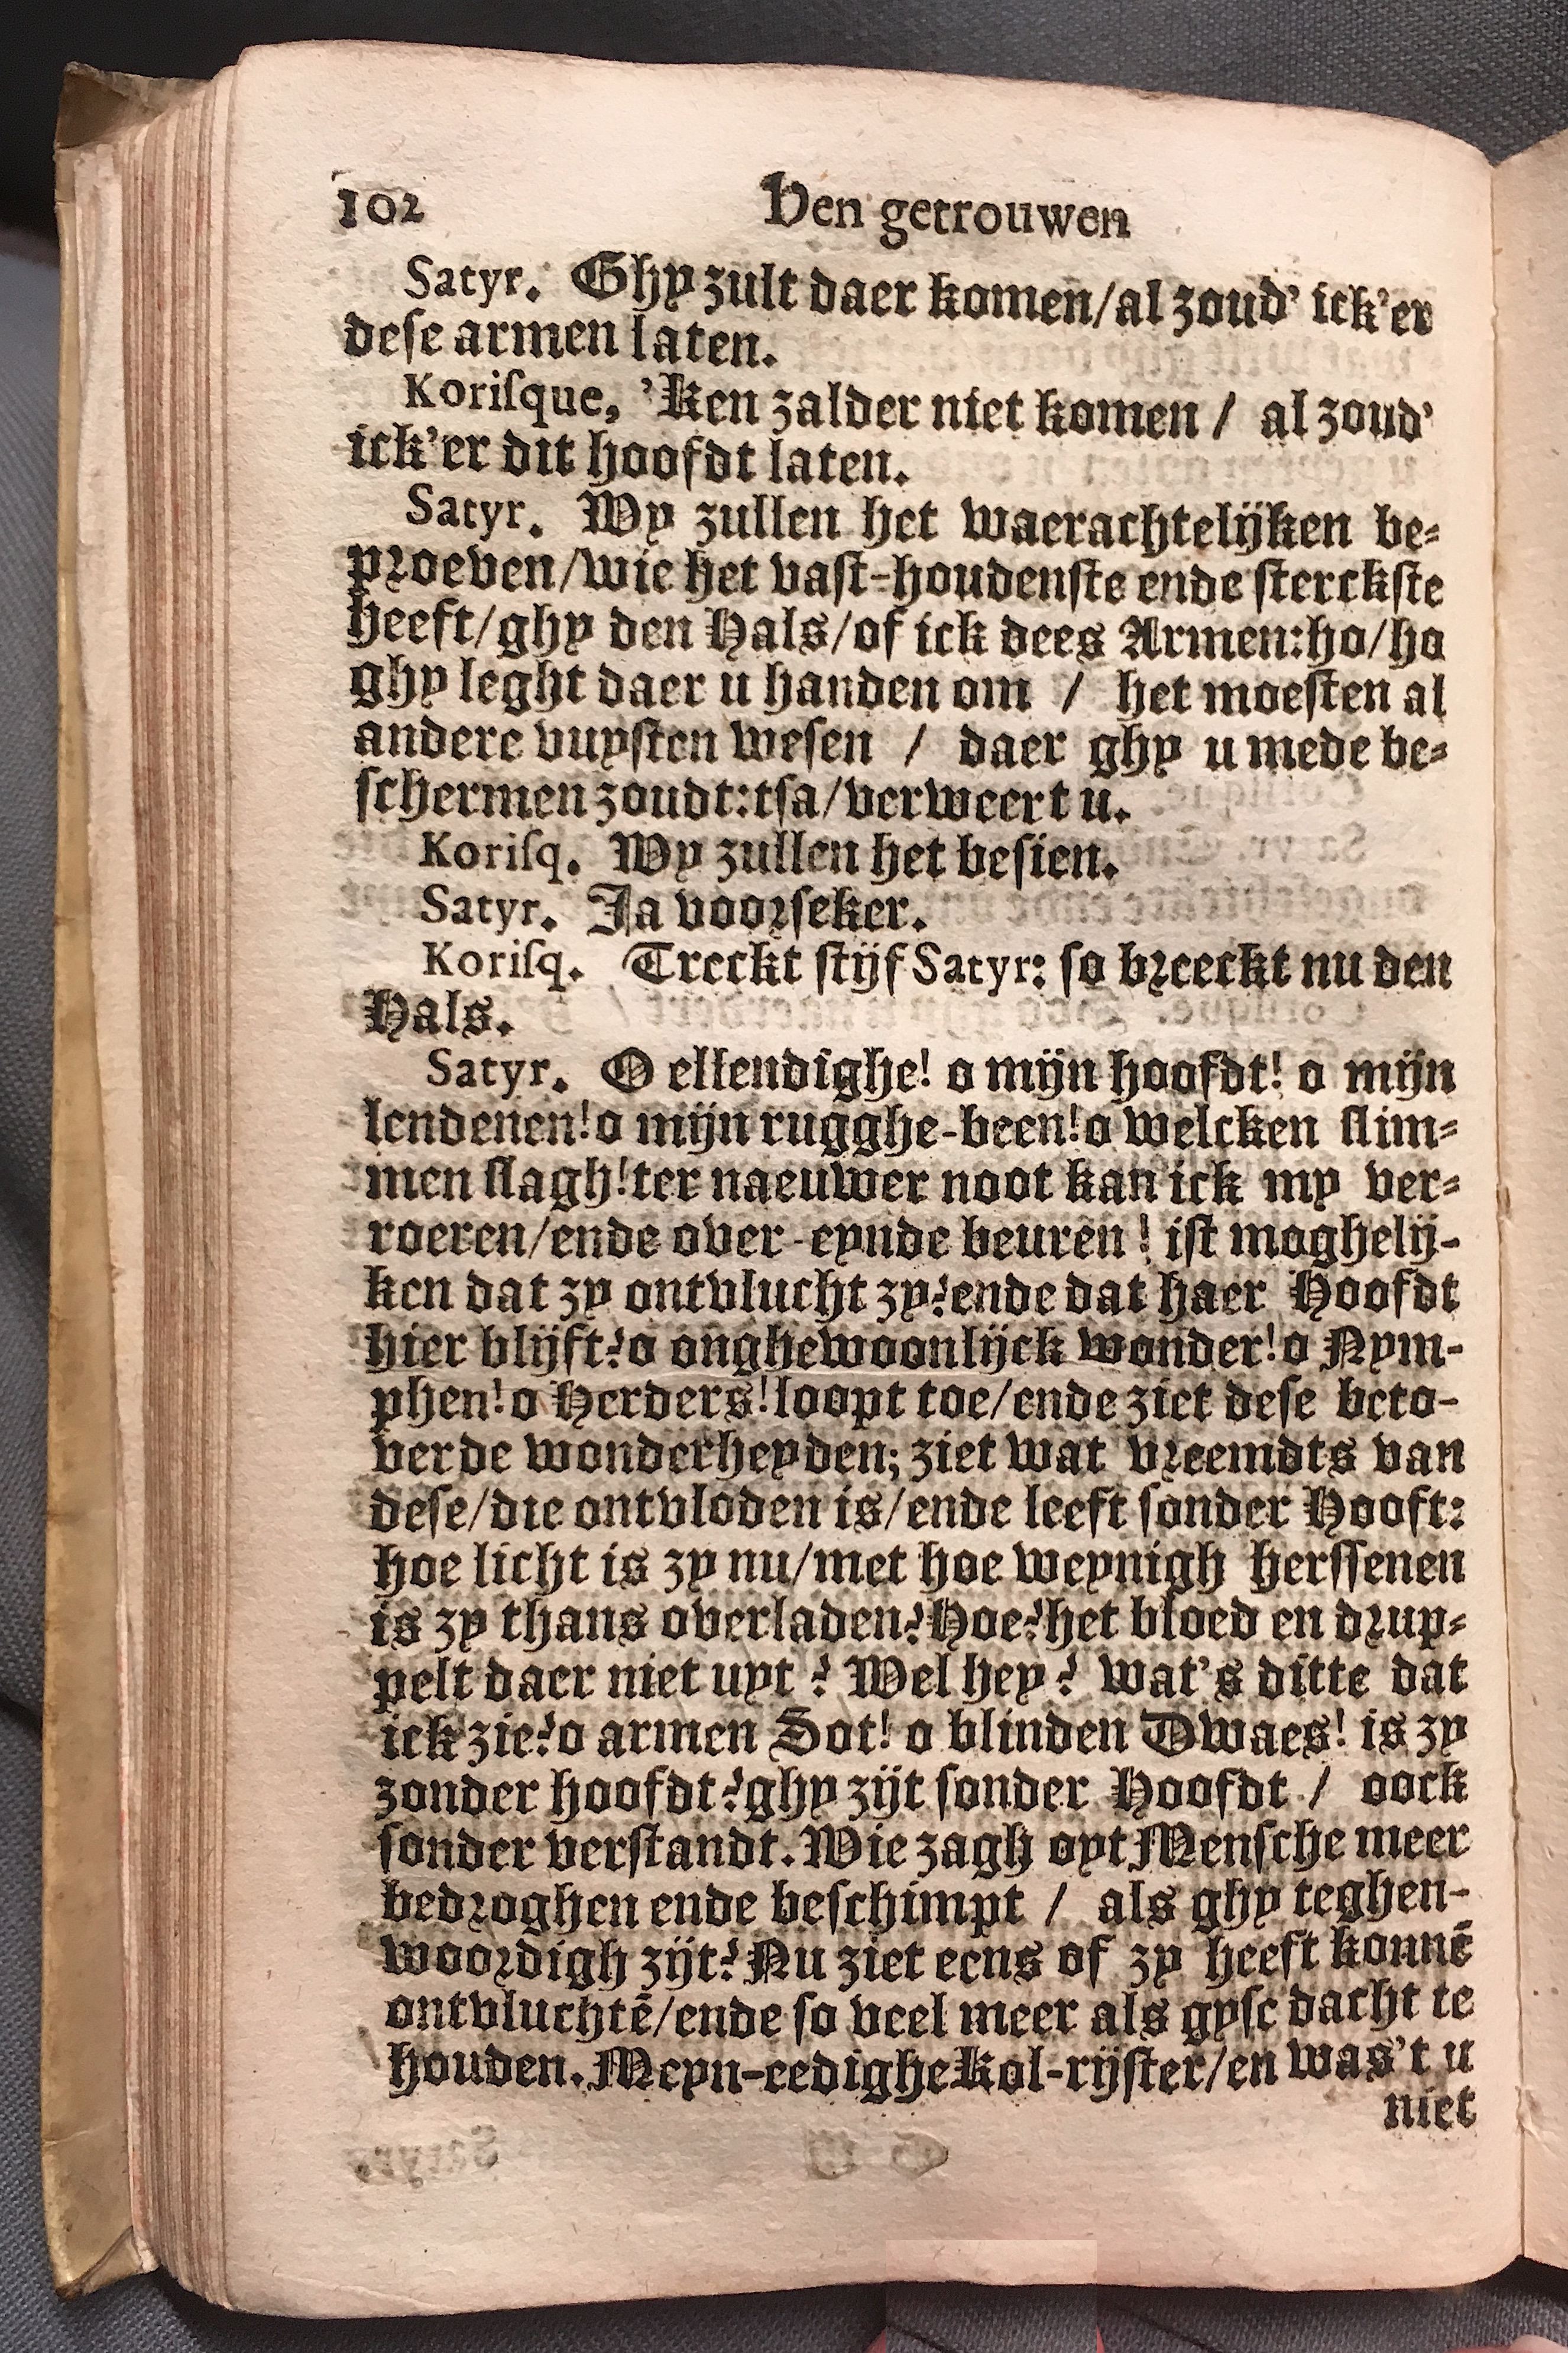 102 Den getrouwen
Satyr. Ghy zult daer komen/al zoud' ick'er
dese armen laten.
Korisque, 'Ken zalder niet komen / al zoud'
ick'er dit hoofdt laten.
Satyr. Wy zullen het waerachtelijken be-
proeven/wie het vast-houdenste ende sterckste
heeft/ghy den Hals/of ick dees Armen:ho/ho
ghy leght daer u handen om / het moesten al
andere vuysten wesen / daer ghy u mede be-
schermen zoudt:tsa/verweert u.
Korisq. Wy zullen het besien.
Satyr. Ja voorseker.
Korisq. Treckt stijf Satyr: so breeckt nu den
Hals.
Satyr. O ellendighe! o mijn hoofdt! o mijn
lendenen!o mijn rugghe-been!o welcken slim-
men slagh!ter naeuwer noot kan ick my ver-
roeren/ende over-eynde beuren! ist moghelij-
ken dat zy ontvlucht zy?ende dat haer Hoofdt
hier blijft?o onghewoonlijck wonder!o Nym-
phen!o Herders!loopt toe/ende ziet dese beto-
verde wonderheyden; ziet wat vreemdts van
dese/die ontvloden is/ende leeft sonder Hooft:
hoe licht is zy nu/met hoe weynigh herssenen
is zy thans overladen?Hoe?het bloed en drup-
pelt daer niet uyt? Wel hey? wat's ditte dat
ick zie?o armen Sot! o blinden Dwaes! is zy
zonder hoofdt?ghy zijt sonder Hoofdt / oock
sonder verstandt. Wie zagh oyt Mensche meer
bedroghen ende beschimpt / als ghy teghen-
woordigh zijt?Nu ziet eens of zy heeft konnē
ontvluchtē/ende so veel meer als gyse dacht te
houden. Meyn-eedighe Kol-rijster/en was't u
niet